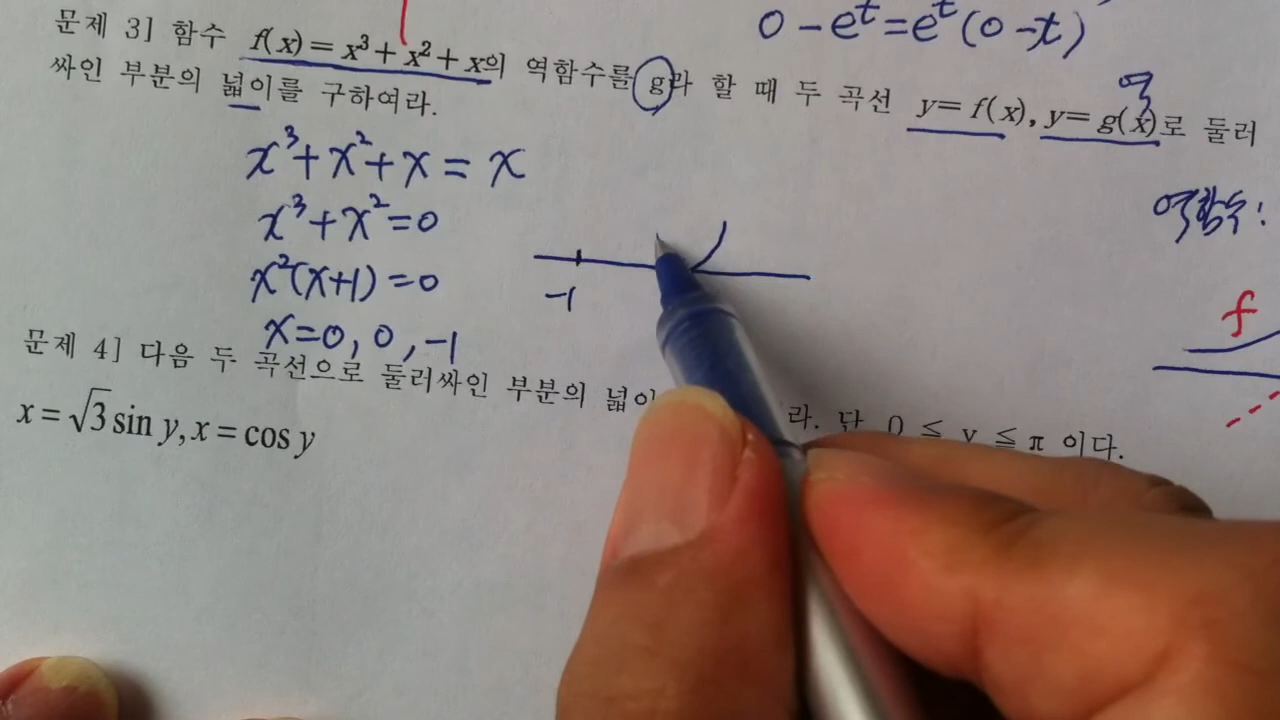 0 - eᵗ = eᵗ(0 - t)
문제 3] 함수 f(x) = x³ + x² + x의 역함수를 g라 할 때 두 곡선 y = f(x), y = g(x)로 둘러
역
싸인 부분의 넓이를 구하여라.
x³ + x² + x = x
x³ + x² = 0
역함수!
x²(x+1) = 0
-1
x = 0, 0, -1
f
문제 4] 다음 두 곡선으로 둘러싸인 부분의 넓이 라. 단 0 ≦ y ≦ π 이다.
x = √3 sin y, x = cos y